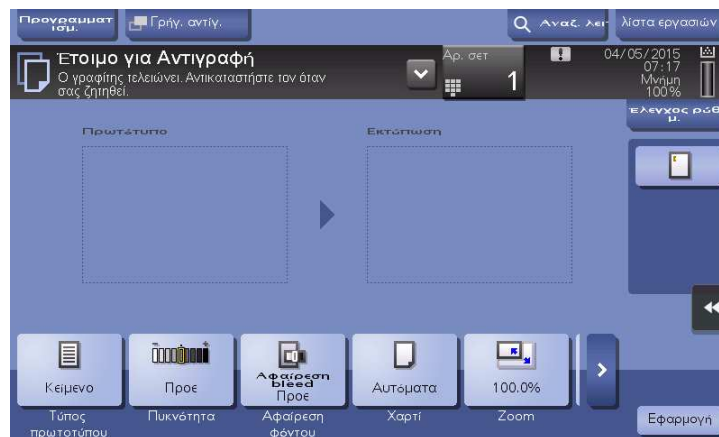 Προγραμματ
ισμ.
Γρήγ. αντίγ.
Αναζ. λει
λίστα εργασιών
Έτοιμο για Αντιγραφή
Ο γραφίτης τελειώνει. Αντικαταστήστε τον όταν
σας ζητηθεί.
Αρ. σετ
1
04/05/2015
07:17
Μνήμη
100%
Έλεγχος ρύθ
μ.
Πρωτότυπο
Εκτύπωση
Κείμενο
Προε
Αφαίρεση
bleed
Προε
Αυτόματα
100.0%
Τύπος
πρωτοτύπου
Πυκνότητα
Αφαίρεση
φόντου
Χαρτί
Zoom
Εφαρμογή